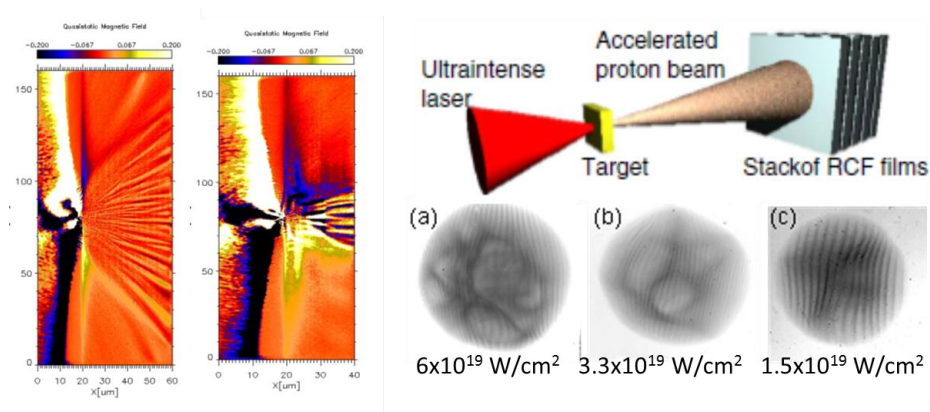 Quasistatic Magnetic Field
-0.200 -0.067 0.067 0.200
150
100
50
0
0 10 20 30 40 50 60
X[um]
Quasistatic Magnetic Field
-0.200 -0.067 0.067 0.200
150
100
50
0
0 10 20 30 40
X[um]
Ultraintense
laser
Accelerated
proton beam
Target
Stackof RCF films
(a)
(b)
(c)
6x10¹⁹ W/cm²
3.3x10¹⁹ W/cm²
1.5x10¹⁹ W/cm²